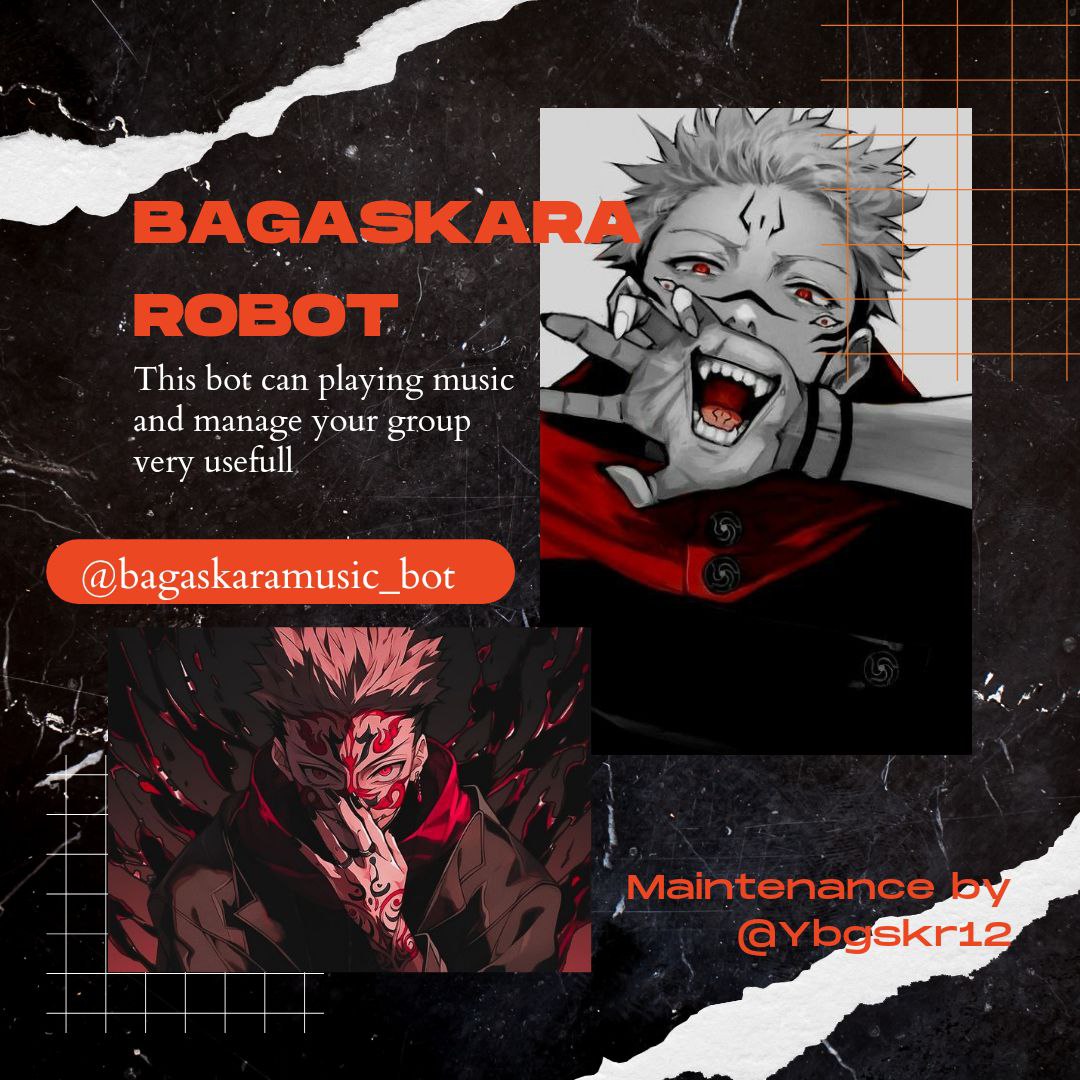 BAGASKARA
ROBOT
This bot can playing music
and manage your group
very usefull
@bagaskaramusic_bot
Maintenance by
@Ybgskr12